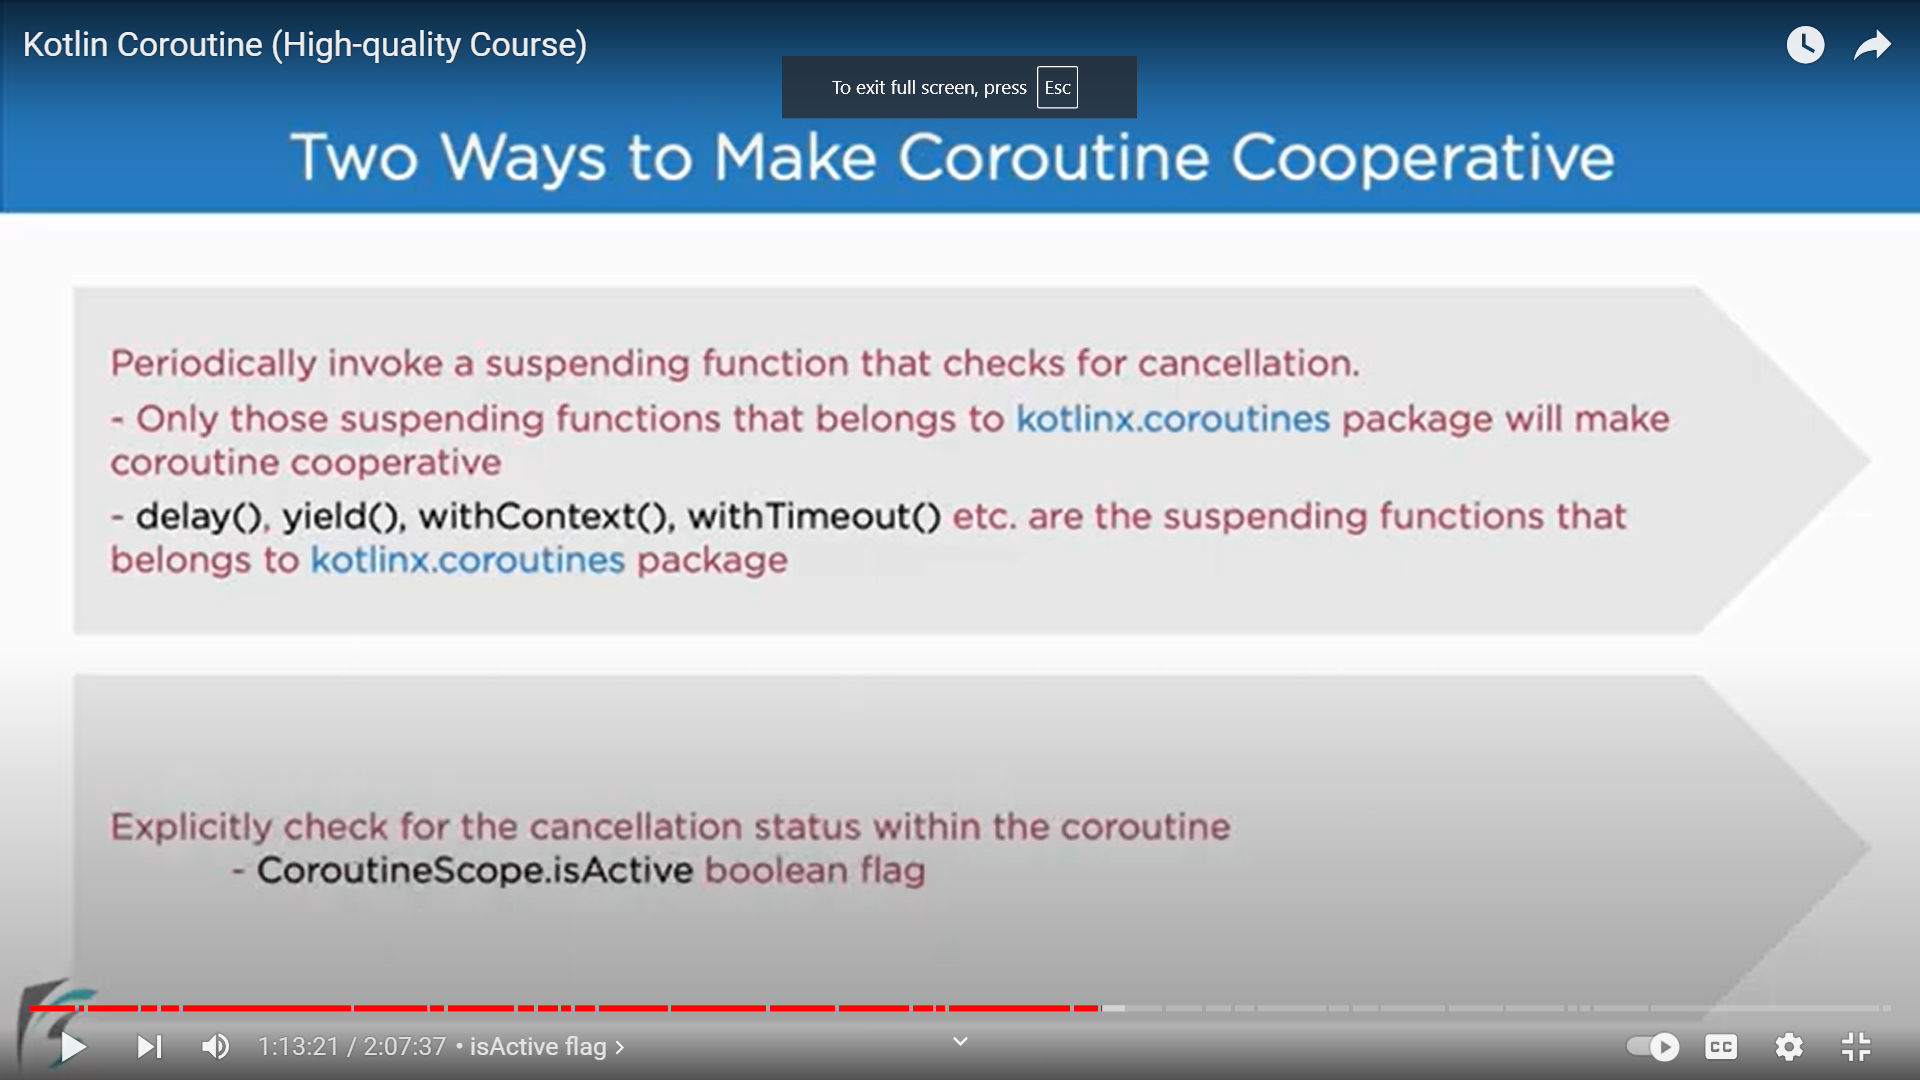 Kotlin Coroutine (High-quality Course)
To exit full screen, press Esc
Two Ways to Make Coroutine Cooperative
Periodically invoke a suspending function that checks for cancellation.
- Only those suspending functions that belongs to kotlinx.coroutines package will make
coroutine cooperative
- delay(), yield(), withContext(), withTimeout() etc. are the suspending functions that
belongs to kotlinx.coroutines package
Explicitly check for the cancellation status within the coroutine
- CoroutineScope.isActive boolean flag
1:13:21 / 2:07:37 • isActive flag
CC